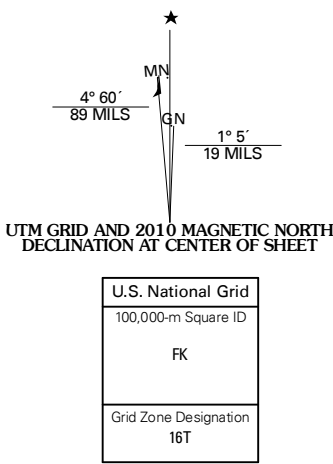 MN
4° 60´
89 MILS
GN
1° 5´
19 MILS
UTM GRID AND 2010 MAGNETIC NORTH
DECLINATION AT CENTER OF SHEET
U.S. National Grid
100,000-m Square ID
FK
Grid Zone Designation
16T